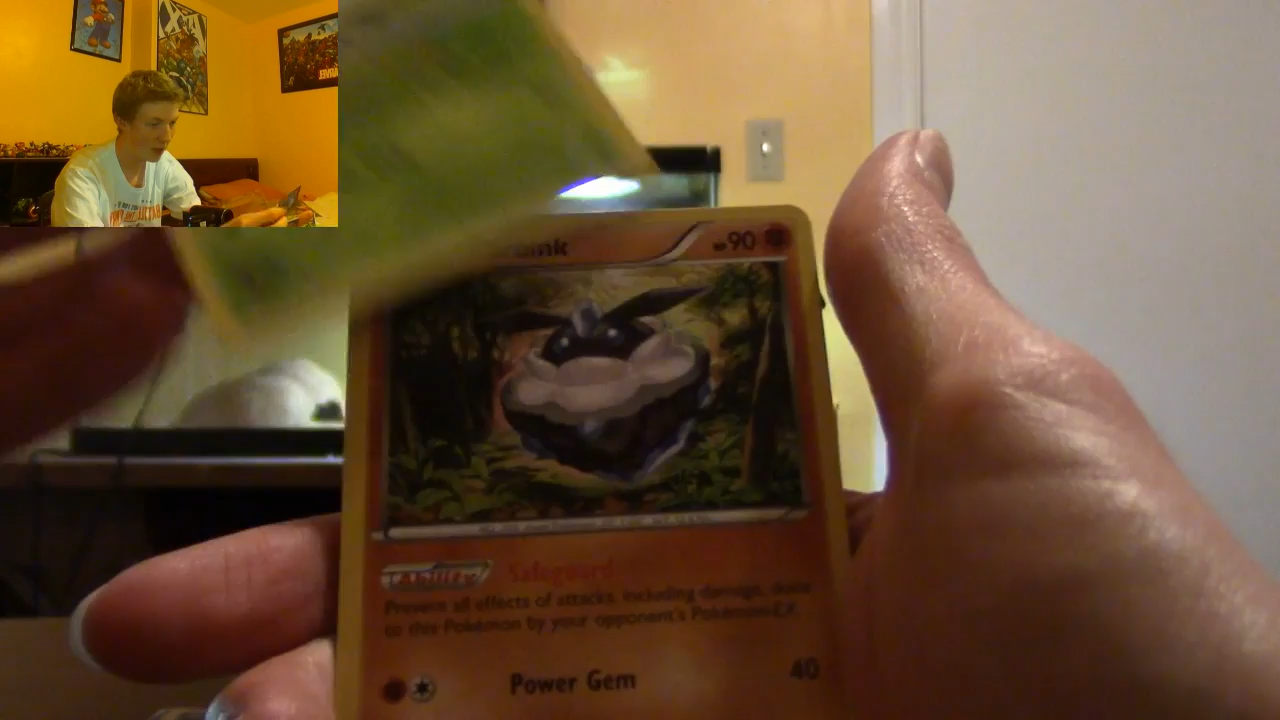 HP90
Ability Safeguard
Prevent all effects of attacks, including damage, done
to this Pokémon by your opponent's Pokémon-EX.
Power Gem 40